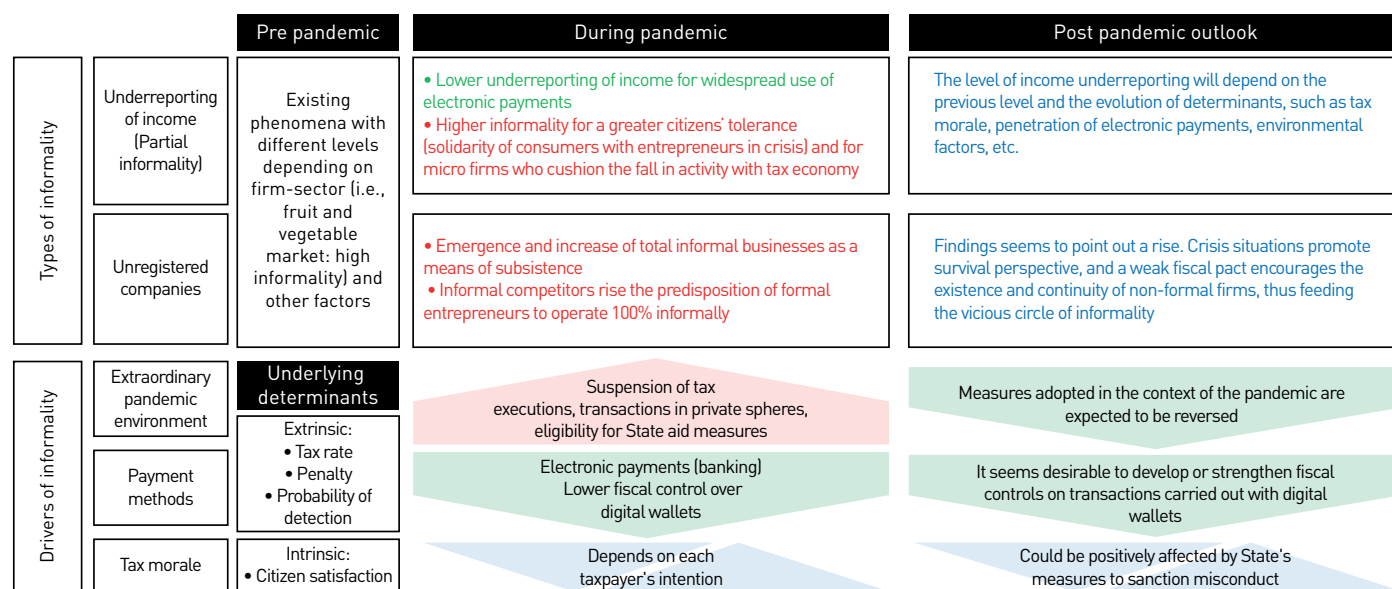 Pre pandemic
During pandemic
Post pandemic outlook
Types of informality
Underreporting
of income
(Partial
informality)
Existing
phenomena with
different levels
depending on
firm-sector (i.e.,
fruit and
vegetable
market: high
informality) and
other factors
• Lower underreporting of income for widespread use of
electronic payments
• Higher informality for a greater citizens' tolerance
(solidarity of consumers with entrepreneurs in crisis) and for
micro firms who cushion the fall in activity with tax economy
The level of income underreporting will depend on the
previous level and the evolution of determinants, such as tax
morale, penetration of electronic payments, environmental
factors, etc.
Unregistered
companies
• Emergence and increase of total informal businesses as a
means of subsistence
• Informal competitors rise the predisposition of formal
entrepreneurs to operate 100% informally
Findings seems to point out a rise. Crisis situations promote
survival perspective, and a weak fiscal pact encourages the
existence and continuity of non-formal firms, thus feeding
the vicious circle of informality
Drivers of informality
Extraordinary
pandemic
environment
Underlying
determinants
Suspension of tax
executions, transactions in private spheres,
eligibility for State aid measures
Measures adopted in the context of the pandemic are
expected to be reversed
Payment
methods
Extrinsic:
• Tax rate
• Penalty
• Probability of
detection
Electronic payments (banking)
Lower fiscal control over
digital wallets
It seems desirable to develop or strengthen fiscal
controls on transactions carried out with digital
wallets
Tax morale
Intrinsic:
• Citizen satisfaction
Depends on each
taxpayer's intention
Could be positively affected by State's
measures to sanction misconduct